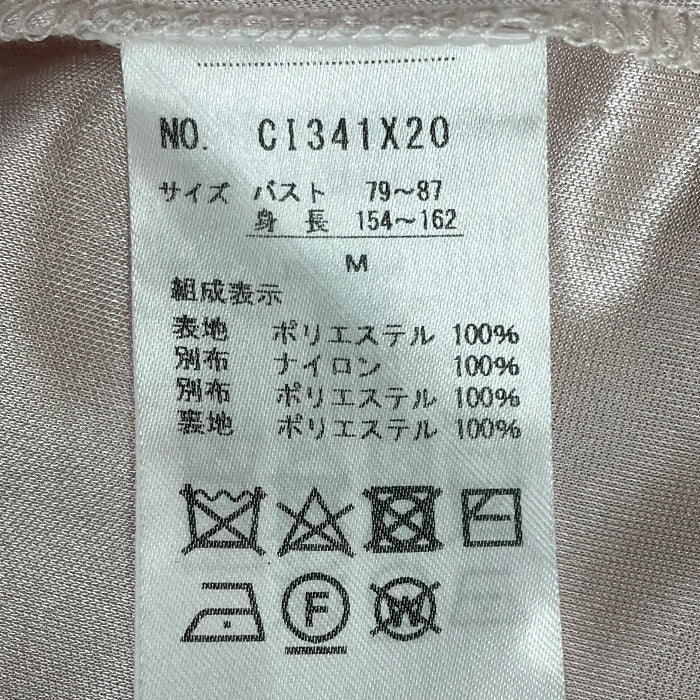 NO. CI341X20
サイズ バスト 79～87
身長 154～162
M
組成表示
表地 ポリエステル 100%
別布 ナイロン 100%
別布 ポリエステル 100%
裏地 ポリエステル 100%
F
W